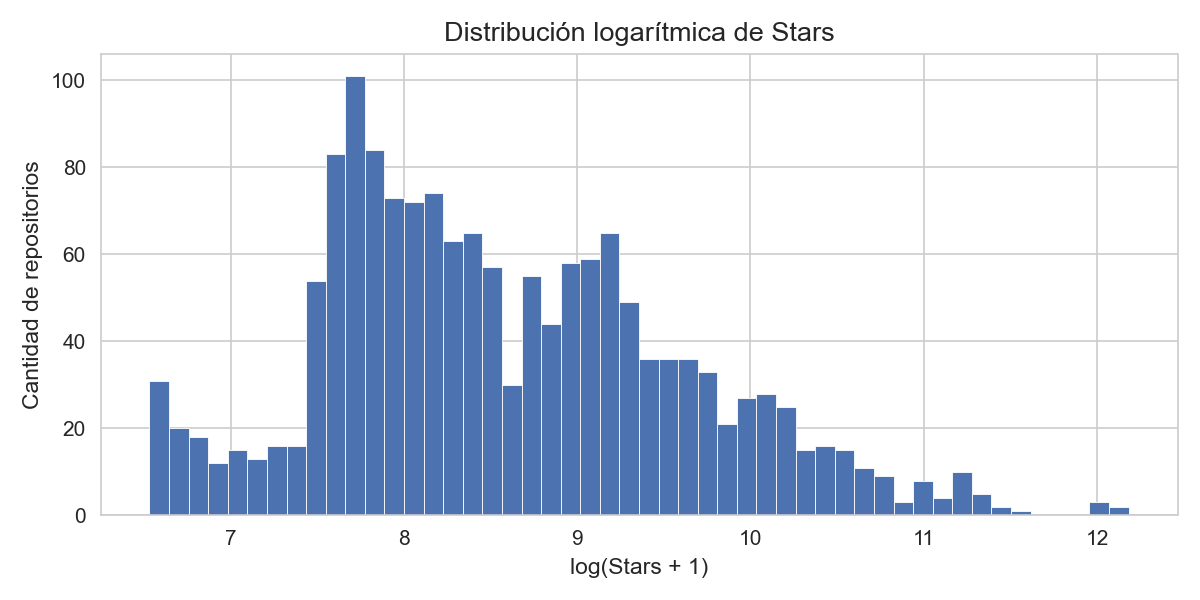 Distribución logarítmica de Stars
Cantidad de repositorios
100
80
60
40
20
0
7 8 9 10 11 12
log(Stars + 1)